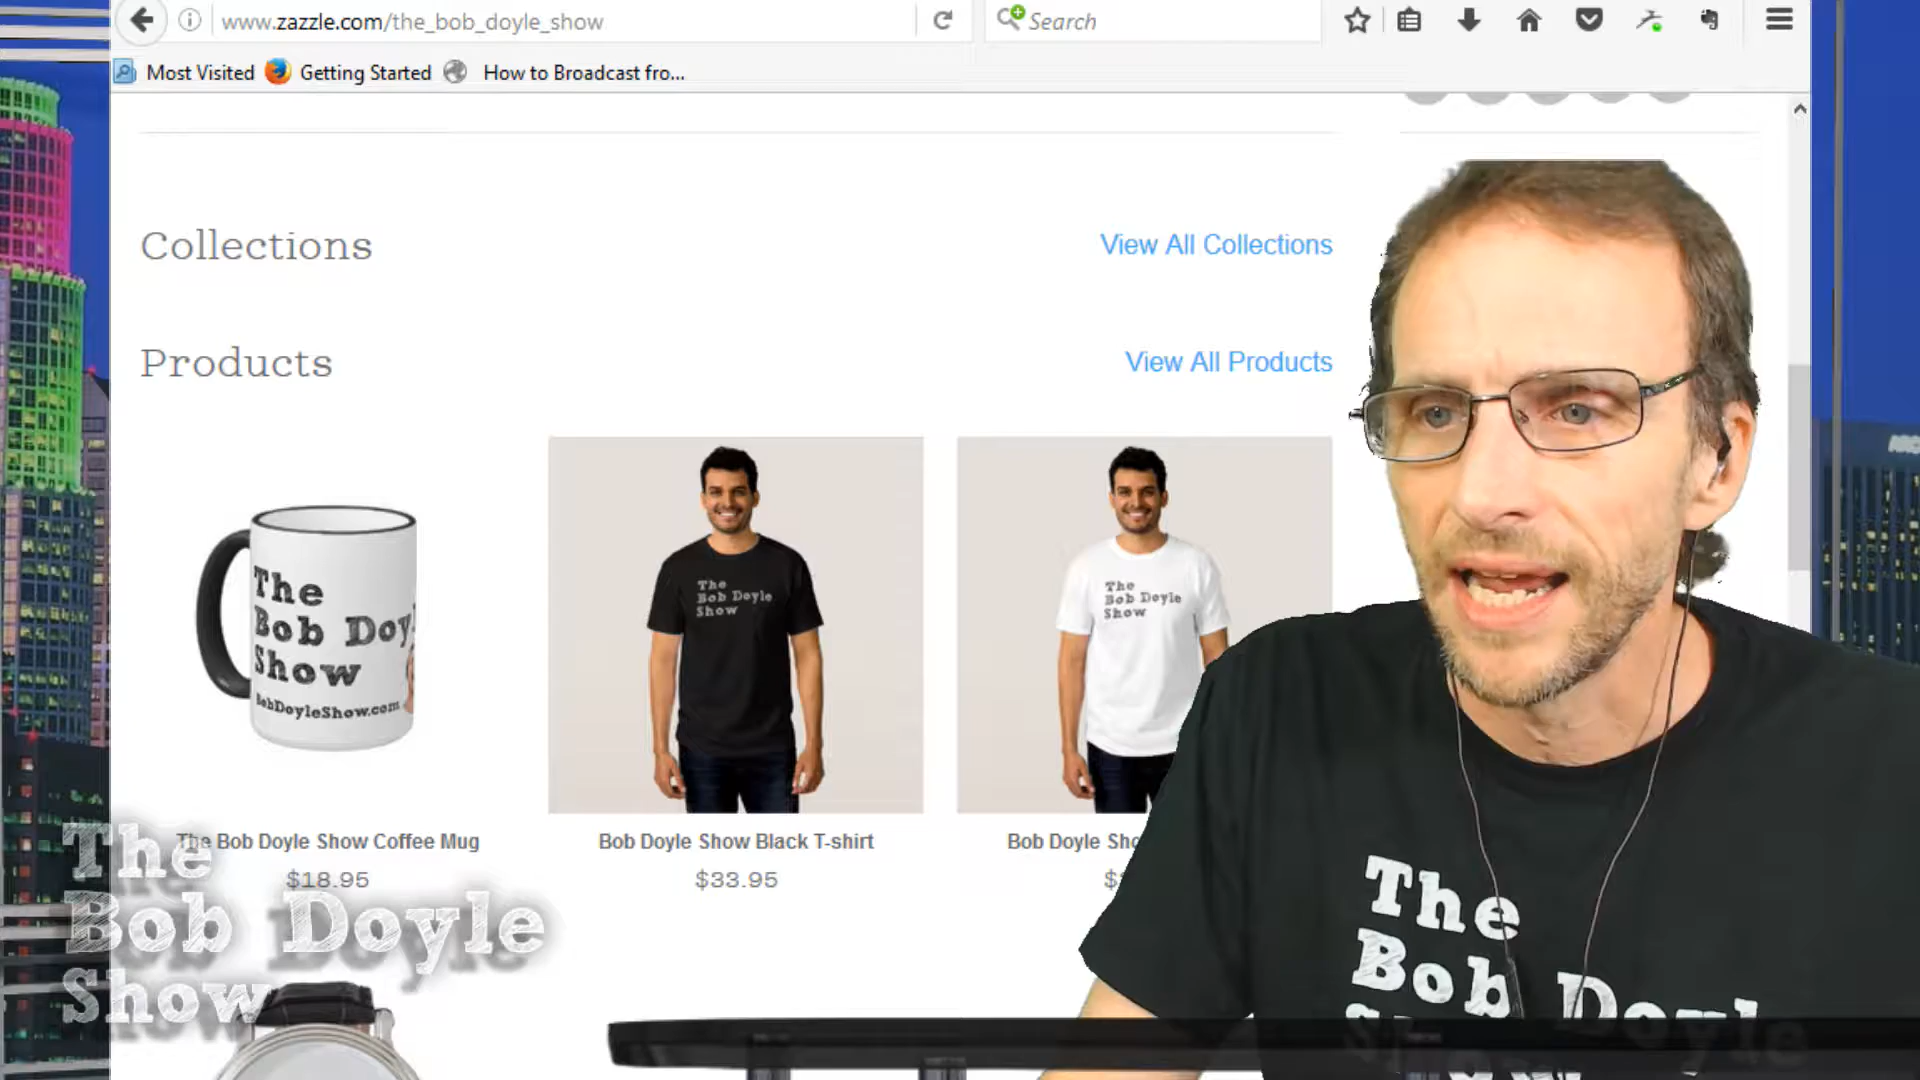 www.zazzle.com/the_bob_doyle_show
Search
Most Visited
Getting Started
How to Broadcast fro...
Collections
View All Collections
Products
View All Products
The
Bob Doy
Show
BobDoyleShow.com
The
Bob Doyle
Show
The
Bob Doyle
Show
The Bob Doyle Show Coffee Mug
$18.95
Bob Doyle Show Black T-shirt
$33.95
Bob Doyle Sho
The
Bob Doyle
Show
The
Bob Doyle
Show